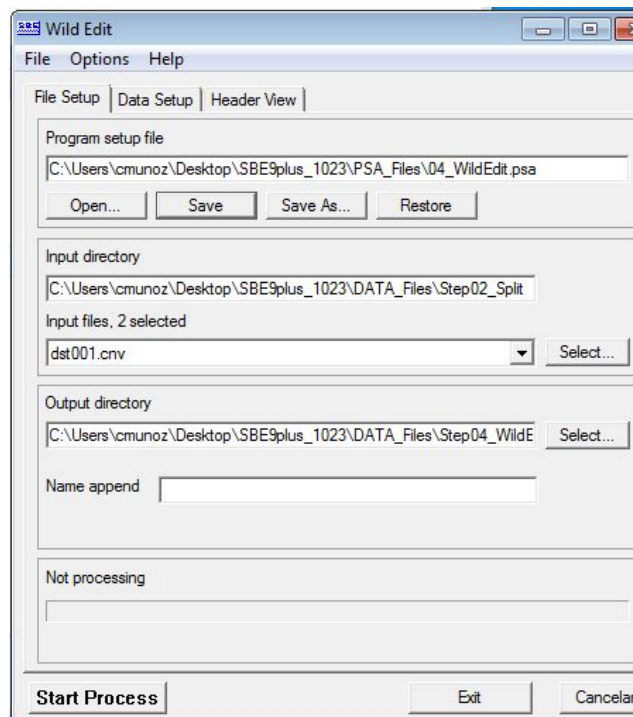 SBE Wild Edit
File Options Help
File Setup Data Setup Header View
Program setup file
C:\Users\cmunoz\Desktop\SBE9plus_1023\PSA_Files\04_WildEdit.psa
Open... Save Save As... Restore
Input directory
C:\Users\cmunoz\Desktop\SBE9plus_1023\DATA_Files\Step02_Split
Input files, 2 selected
dst001.cnv Select...
Output directory
C:\Users\cmunoz\Desktop\SBE9plus_1023\DATA_Files\Step04_WildE Select...
Name append
Not processing
Start Process Exit Cancelar